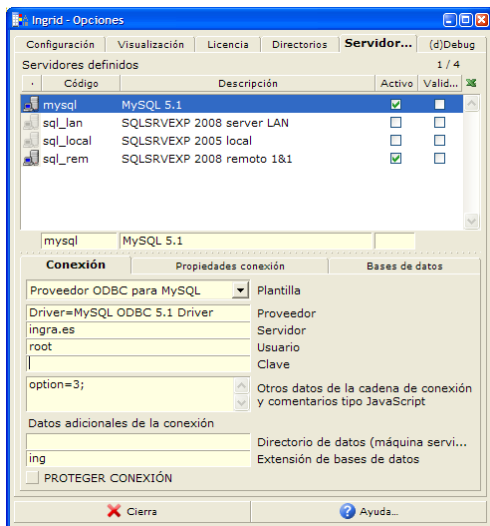 Ingrid - Opciones
Configuración Visualización Licencia Directorios Servidor... (d)Debug
Servidores definidos 1 / 4
. Código Descripción Activo Valid...
mysql MySQL 5.1
sql_lan SQLSRVEXP 2008 server LAN
sql_local SQLSRVEXP 2005 local
sql_rem SQLSRVEXP 2008 remoto 1&1
mysql MySQL 5.1
Conexión Propiedades conexión Bases de datos
Proveedor ODBC para MySQL Plantilla
Driver=MySQL ODBC 5.1 Driver Proveedor
ingra.es Servidor
root Usuario
Clave
option=3; Otros datos de la cadena de conexión
y comentarios tipo JavaScript
Datos adicionales de la conexión
Directorio de datos (máquina servi...
ing Extensión de bases de datos
PROTEGER CONEXIÓN
Cierra Ayuda...